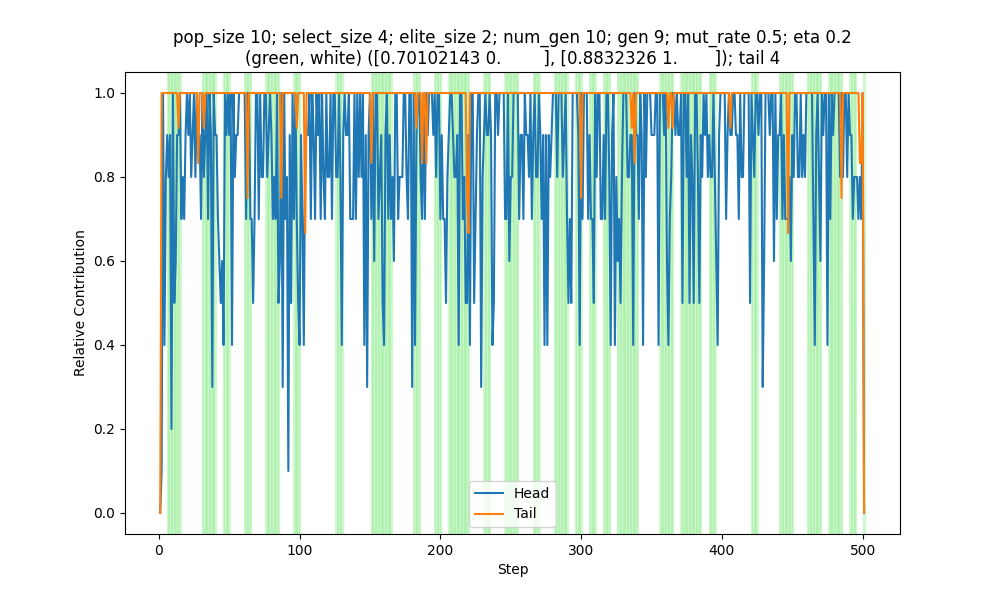 pop_size 10; select_size 4; elite_size 2; num_gen 10; gen 9; mut_rate 0.5; eta 0.2
(green, white) ([0.70102143 0.        ], [0.8832326 1.        ]); tail 4
1.0
0.8
0.6
0.4
0.2
0.0
Relative Contribution
Head
Tail
0 100 200 300 400 500
Step